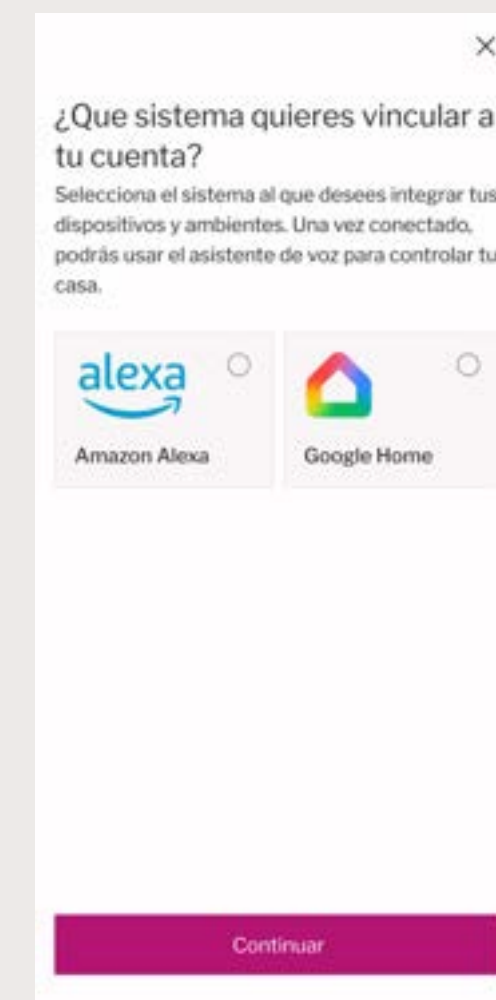 ¿Que sistema quieres vincular a
tu cuenta?
Selecciona el sistema al que desees integrar tus
dispositivos y ambientes. Una vez conectado,
podrás usar el asistente de voz para controlar tu
casa.
alexa
Amazon Alexa
Google Home
Continuar